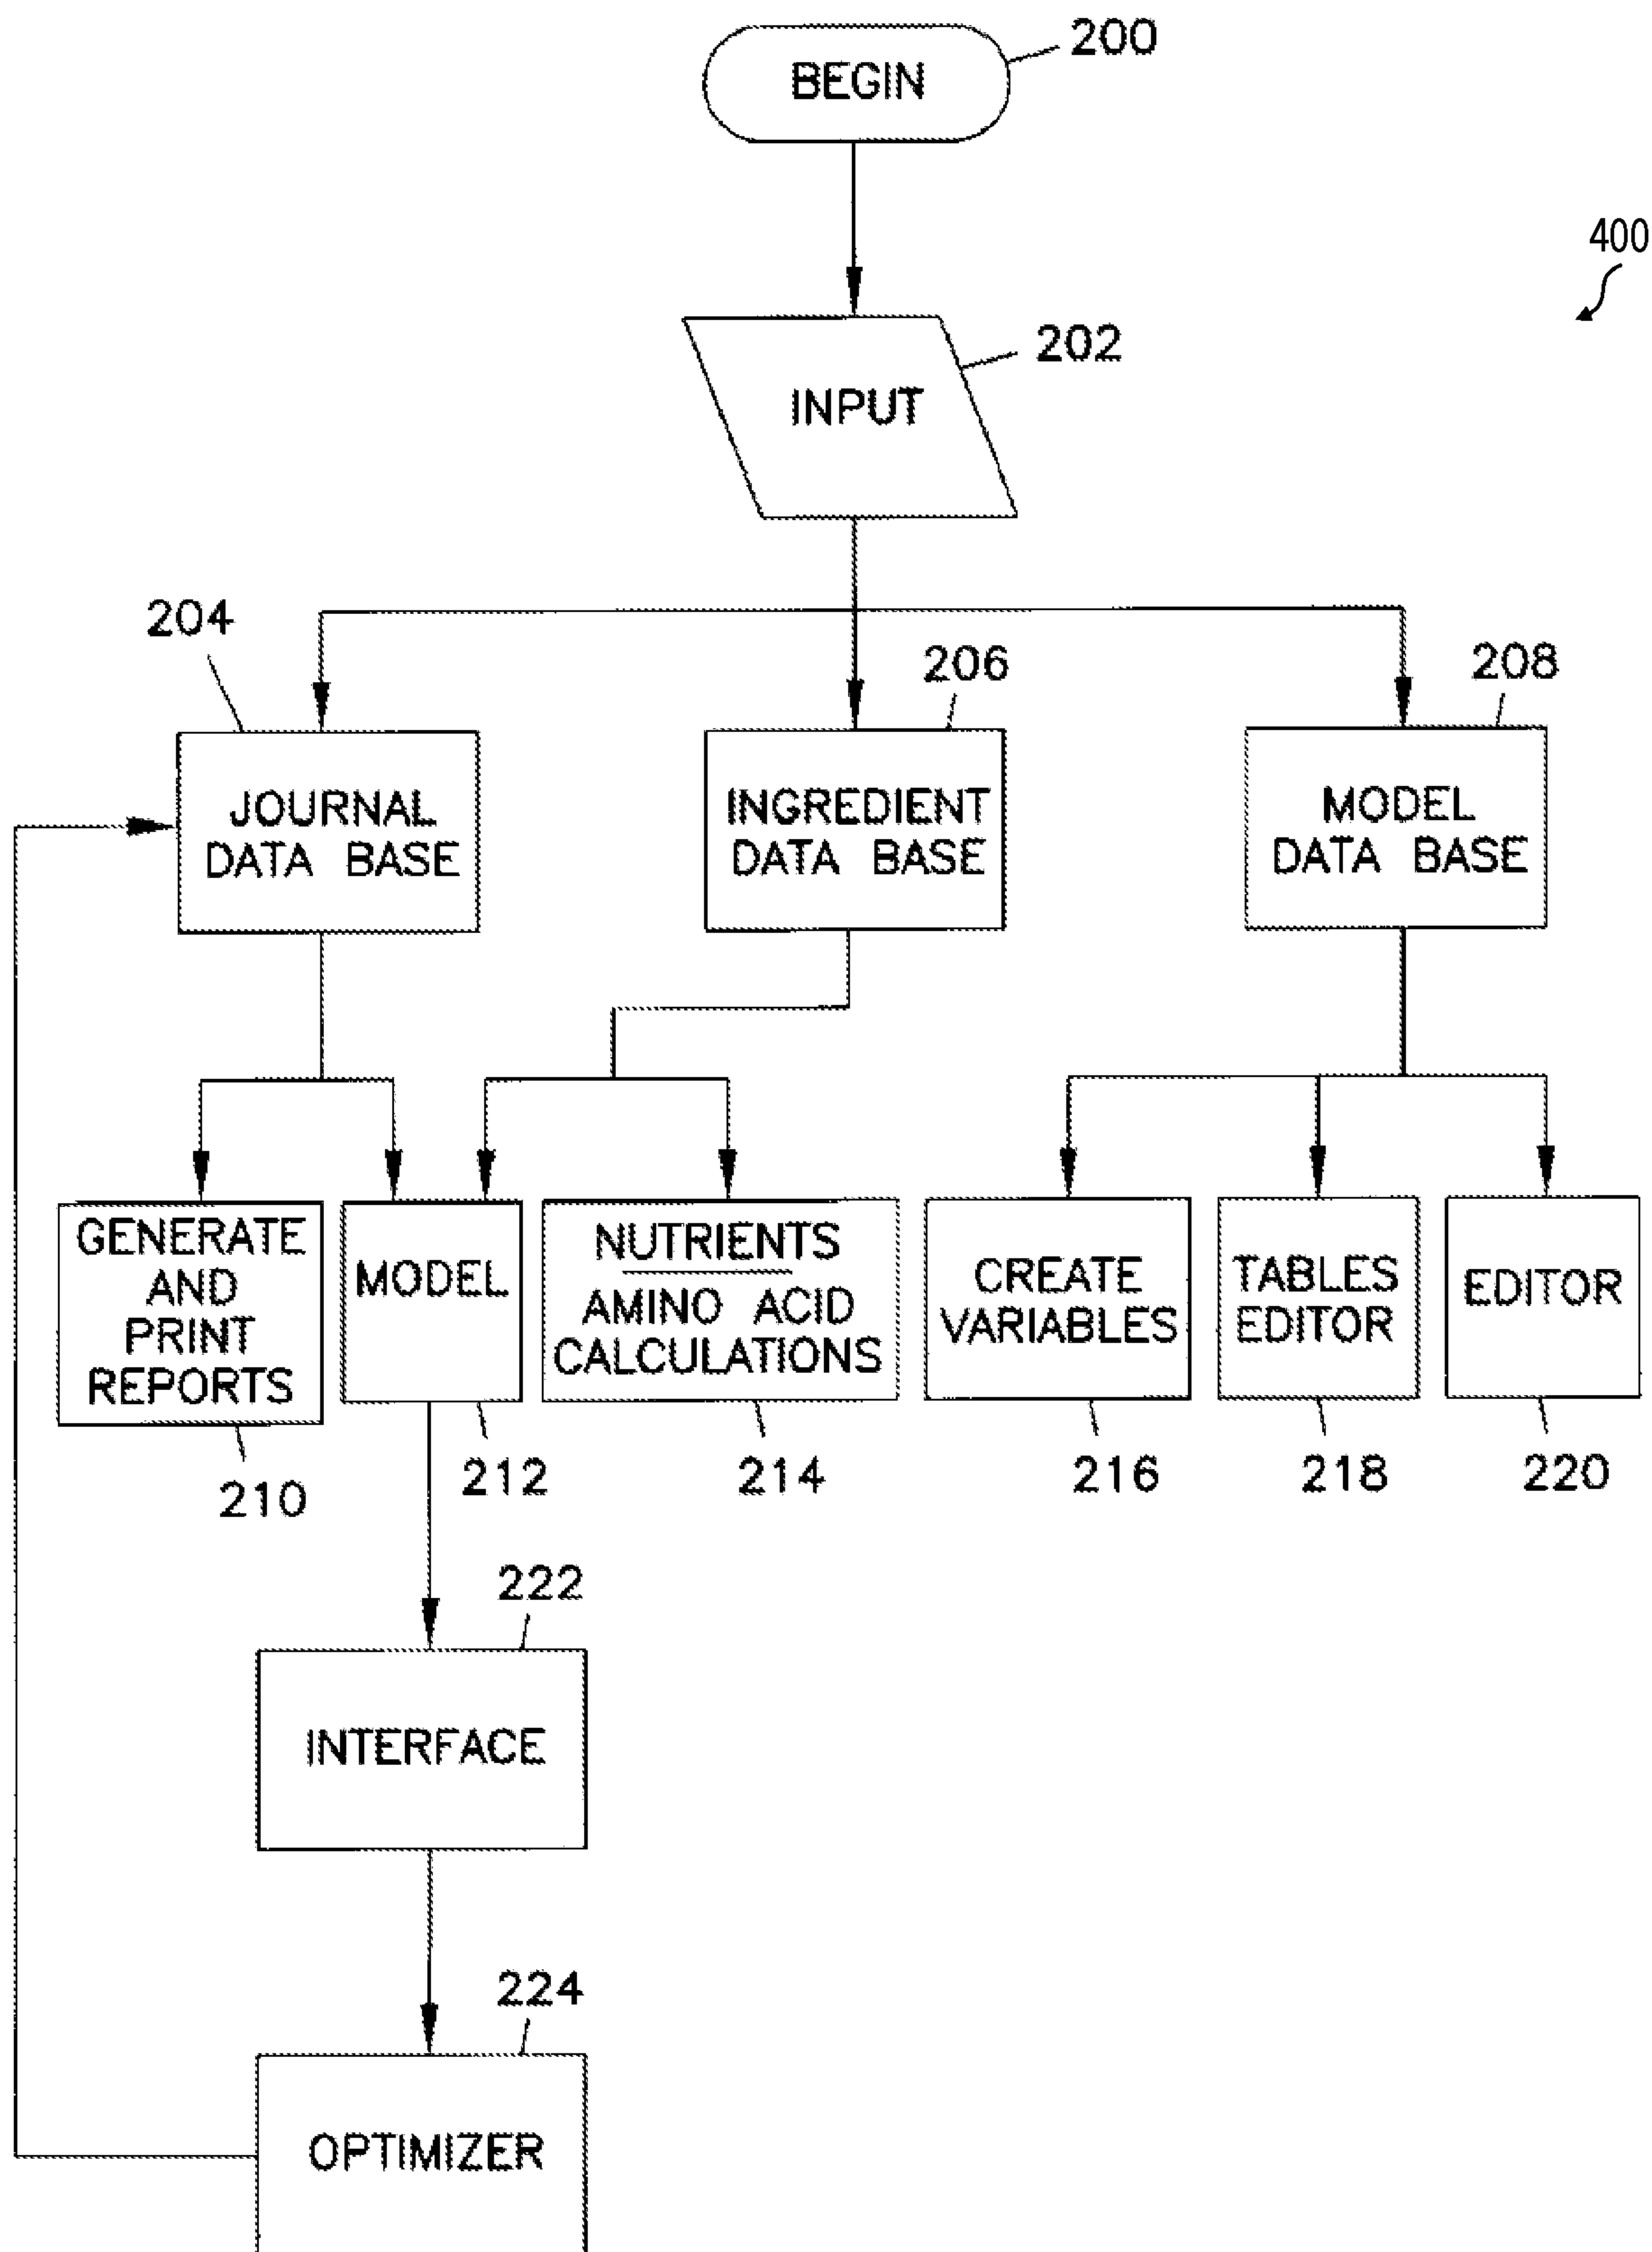 200
BEGIN
400
202
INPUT
204
206
208
JOURNAL
DATA BASE
INGREDIENT
DATA BASE
MODEL
DATA BASE
GENERATE
AND
PRINT
REPORTS
MODEL
NUTRIENTS
AMINO ACID
CALCULATIONS
CREATE
VARIABLES
TABLES
EDITOR
EDITOR
210
212
214
216
218
220
222
INTERFACE
224
OPTIMIZER